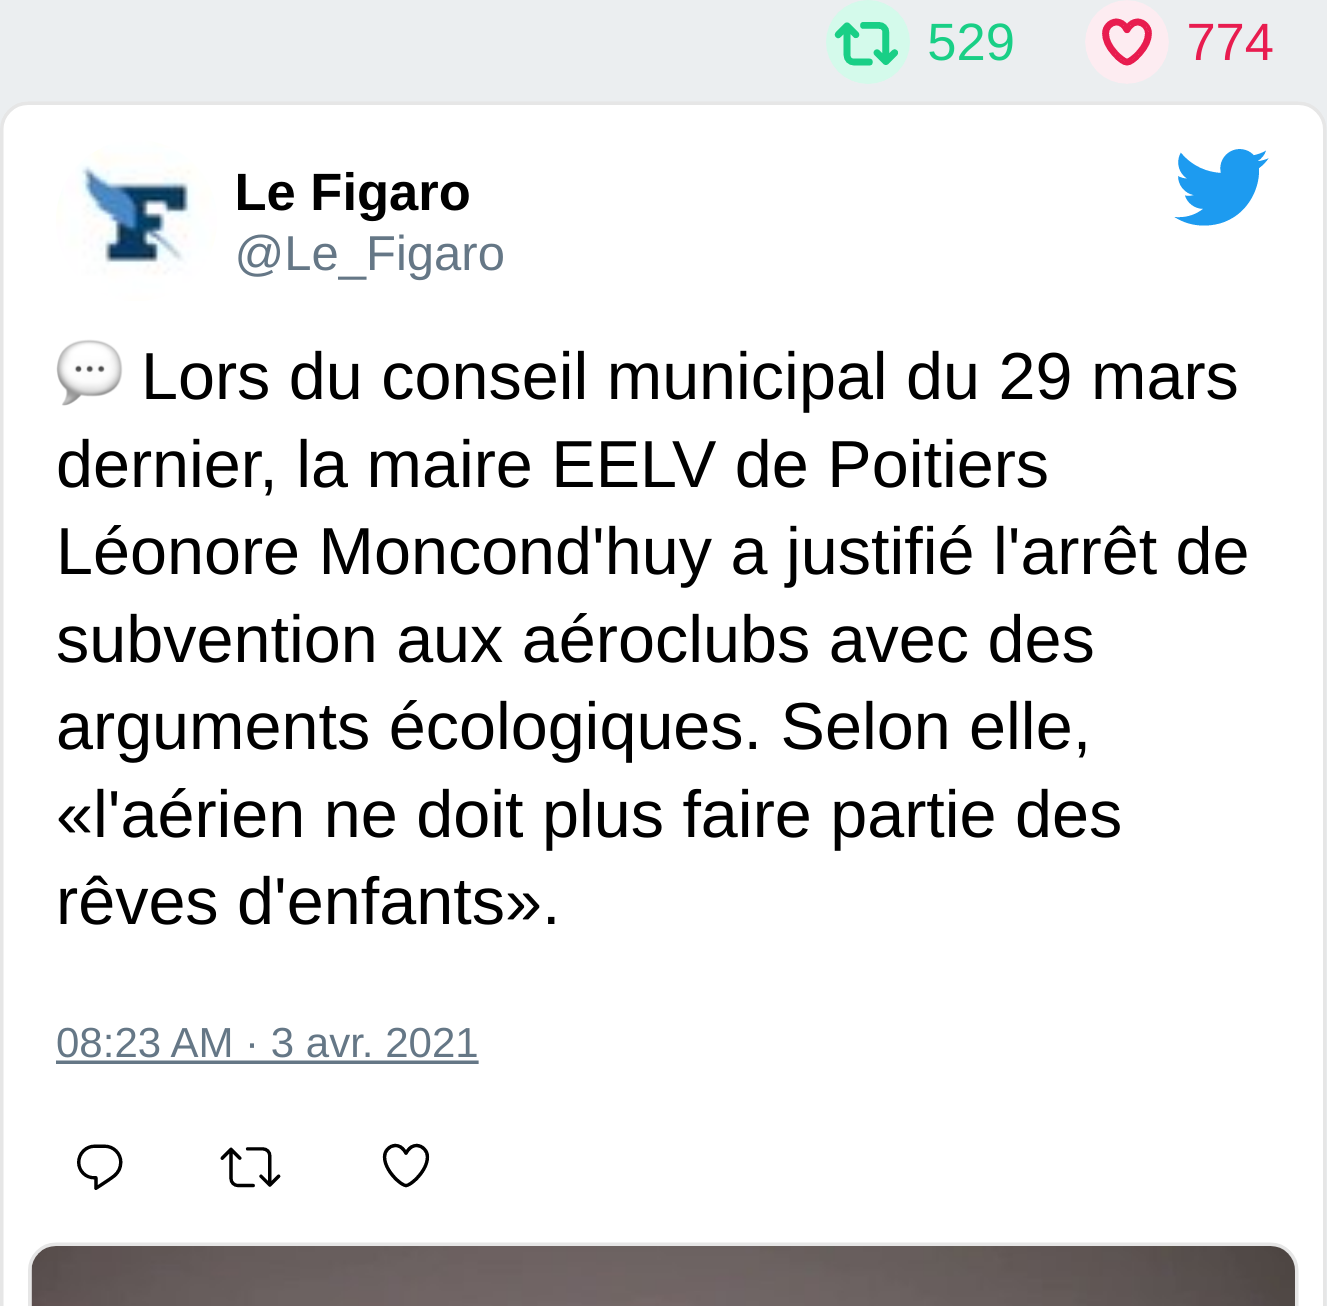 529 774
Le Figaro
@Le_Figaro
💬 Lors du conseil municipal du 29 mars
dernier, la maire EELV de Poitiers
Léonore Moncond'huy a justifié l'arrêt de
subvention aux aéroclubs avec des
arguments écologiques. Selon elle,
«l'aérien ne doit plus faire partie des
rêves d'enfants».
08:23 AM · 3 avr. 2021